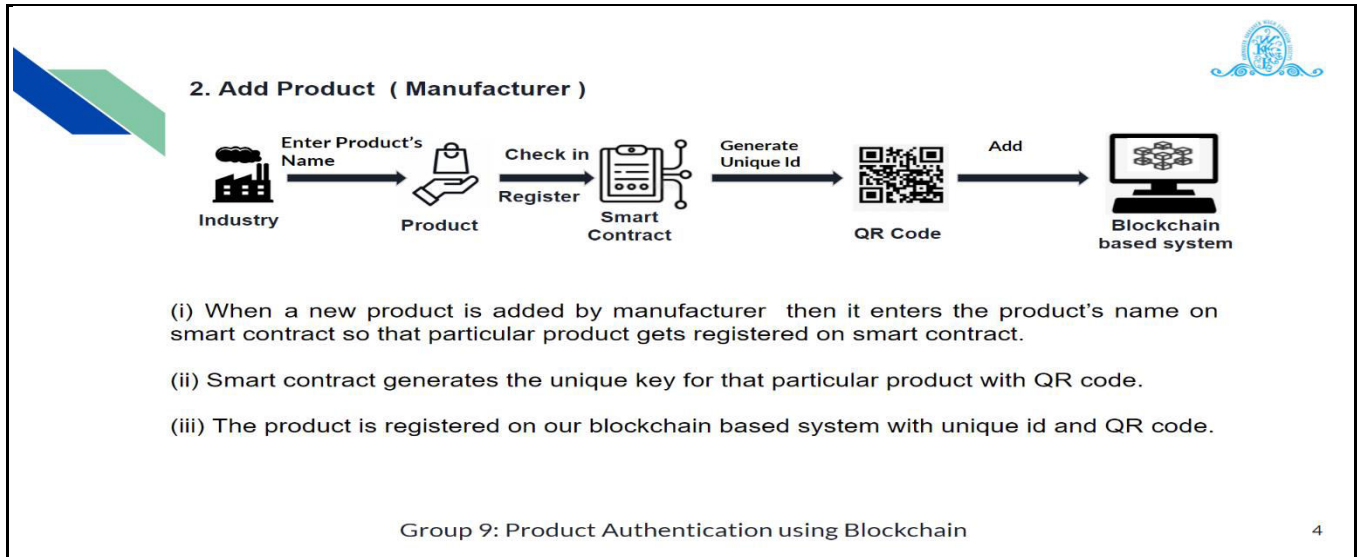 2. Add Product ( Manufacturer )
Enter Product's
Name
Check in
Register
Generate
Unique Id
Add
Industry
Product
Smart
Contract
QR Code
Blockchain
based system
(i) When a new product is added by manufacturer then it enters the product's name on
smart contract so that particular product gets registered on smart contract.
(ii) Smart contract generates the unique key for that particular product with QR code.
(iii) The product is registered on our blockchain based system with unique id and QR code.
Group 9: Product Authentication using Blockchain
4